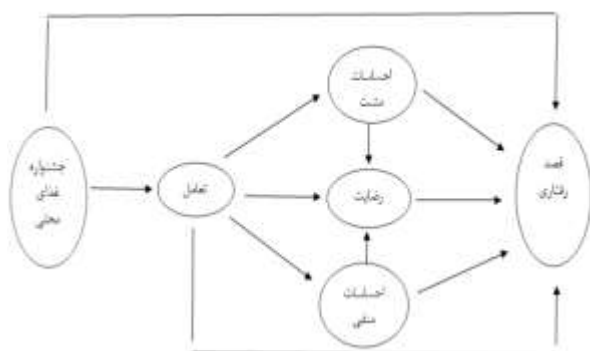 احساسات
مثبت
جشنواره
غذای
محلی
تعامل
رضایت
قصد
رفتاری
احساسات
منفی